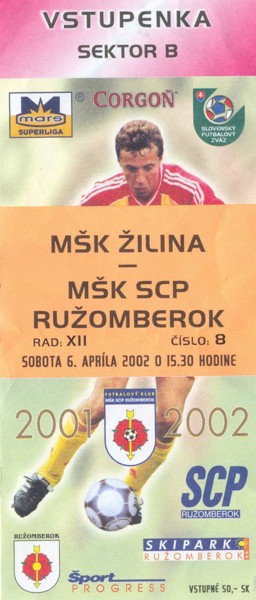 VSTUPENKA
SEKTOR B
mars
SUPERLIGA
® CORGOŇ
SLOVENSKÝ
FUTBALOVÝ
ZVÄZ
MŠK ŽILINA
—
MŠK SCP
RUŽOMBEROK
RAD: XII ČÍSLO: 8
SOBOTA 6. APRÍLA 2002 O 15.30 HODINE
2001 2002
FUTBALOVÝ KLUB
MŠK SCP RUŽOMBEROK
SCP
RUŽOMBEROK
RUŽOMBEROK
SKIPARK
RUŽOMBEROK
Šport
PROGRESS
VSTUPNÉ 50,- SK